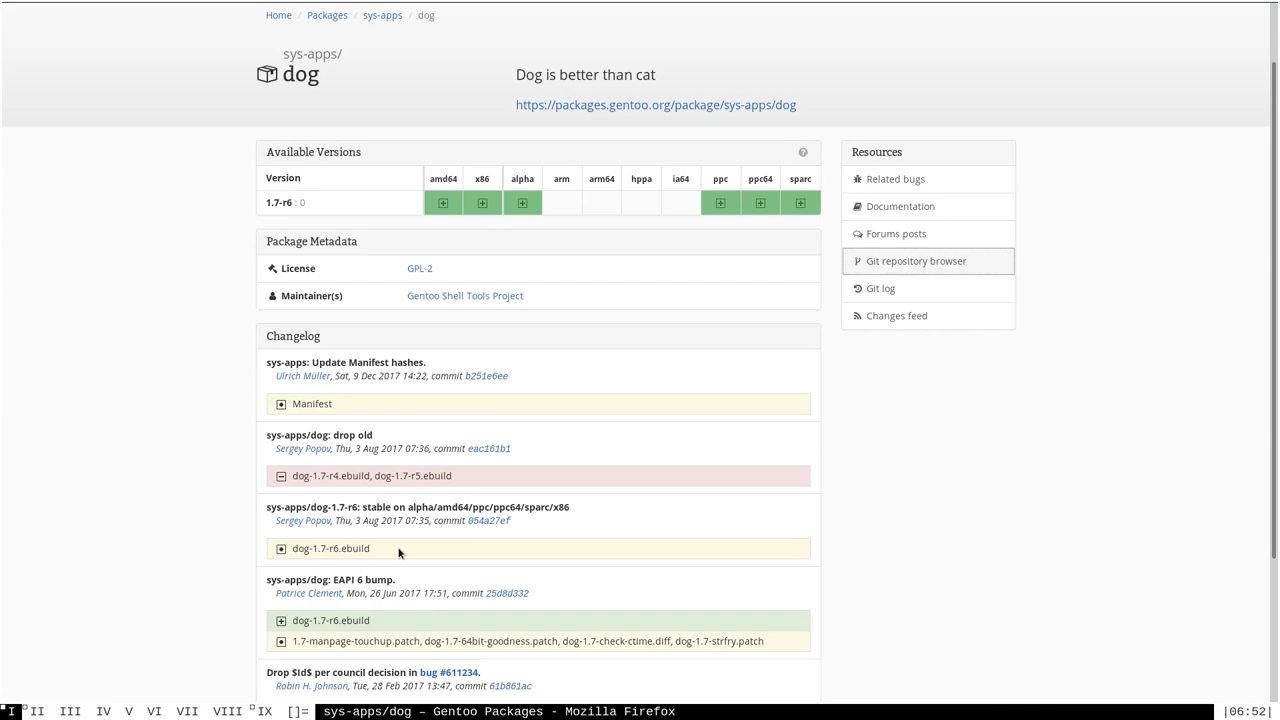 Home / Packages / sys-apps / dog
sys-apps/
dog
Dog is better than cat
https://packages.gentoo.org/package/sys-apps/dog
Available Versions
Version amd64 x86 alpha arm arm64 hppa ia64 ppc ppc64 sparc
1.7-r6 : 0
Package Metadata
License GPL-2
Maintainer(s) Gentoo Shell Tools Project
Changelog
sys-apps: Update Manifest hashes.
Ulrich Müller, Sat, 9 Dec 2017 14:22, commit b251e6ee
Manifest
sys-apps/dog: drop old
Sergey Popov, Thu, 3 Aug 2017 07:36, commit eac161b1
dog-1.7-r4.ebuild, dog-1.7-r5.ebuild
sys-apps/dog-1.7-r6: stable on alpha/amd64/ppc/ppc64/sparc/x86
Sergey Popov, Thu, 3 Aug 2017 07:35, commit 054a27ef
dog-1.7-r6.ebuild
sys-apps/dog: EAPI 6 bump.
Patrice Clement, Mon, 26 Jun 2017 17:51, commit 25d8d332
dog-1.7-r6.ebuild
1.7-manpage-touchup.patch, dog-1.7-64bit-goodness.patch, dog-1.7-check-ctime.diff, dog-1.7-strfry.patch
Drop $Id$ per council decision in bug #611234.
Robin H. Johnson, Tue, 28 Feb 2017 13:47, commit 61b861ac
Resources
Related bugs
Documentation
Forums posts
Git repository browser
Git log
Changes feed
I II III IV V VI VII VIII IX []= sys-apps/dog – Gentoo Packages - Mozilla Firefox |06:52|